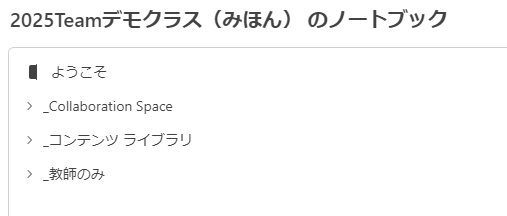 2025Teamデモクラス（みほん） のノートブック
ようこそ
_Collaboration Space
_コンテンツ ライブラリ
_教師のみ